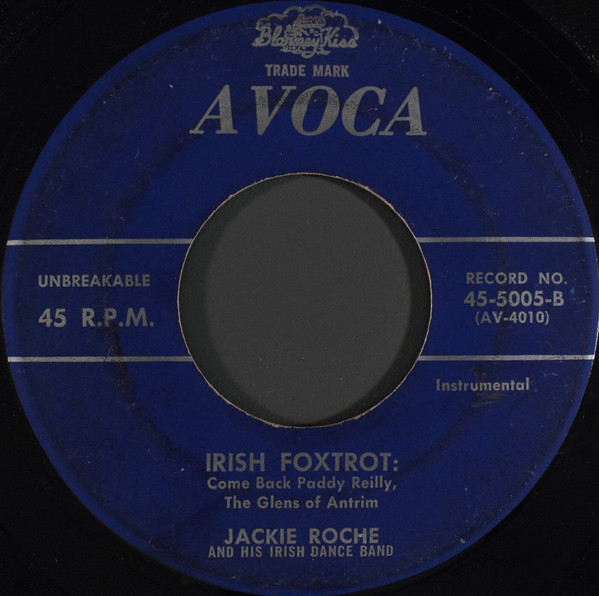 Blarney Kiss
TRADE MARK
AVOCA
UNBREAKABLE
45 R.P.M.
RECORD NO.
45-5005-B
(AV-4010)
Instrumental
IRISH FOXTROT:
Come Back Paddy Reilly,
The Glens of Antrim
JACKIE ROCHE
AND HIS IRISH DANCE BAND